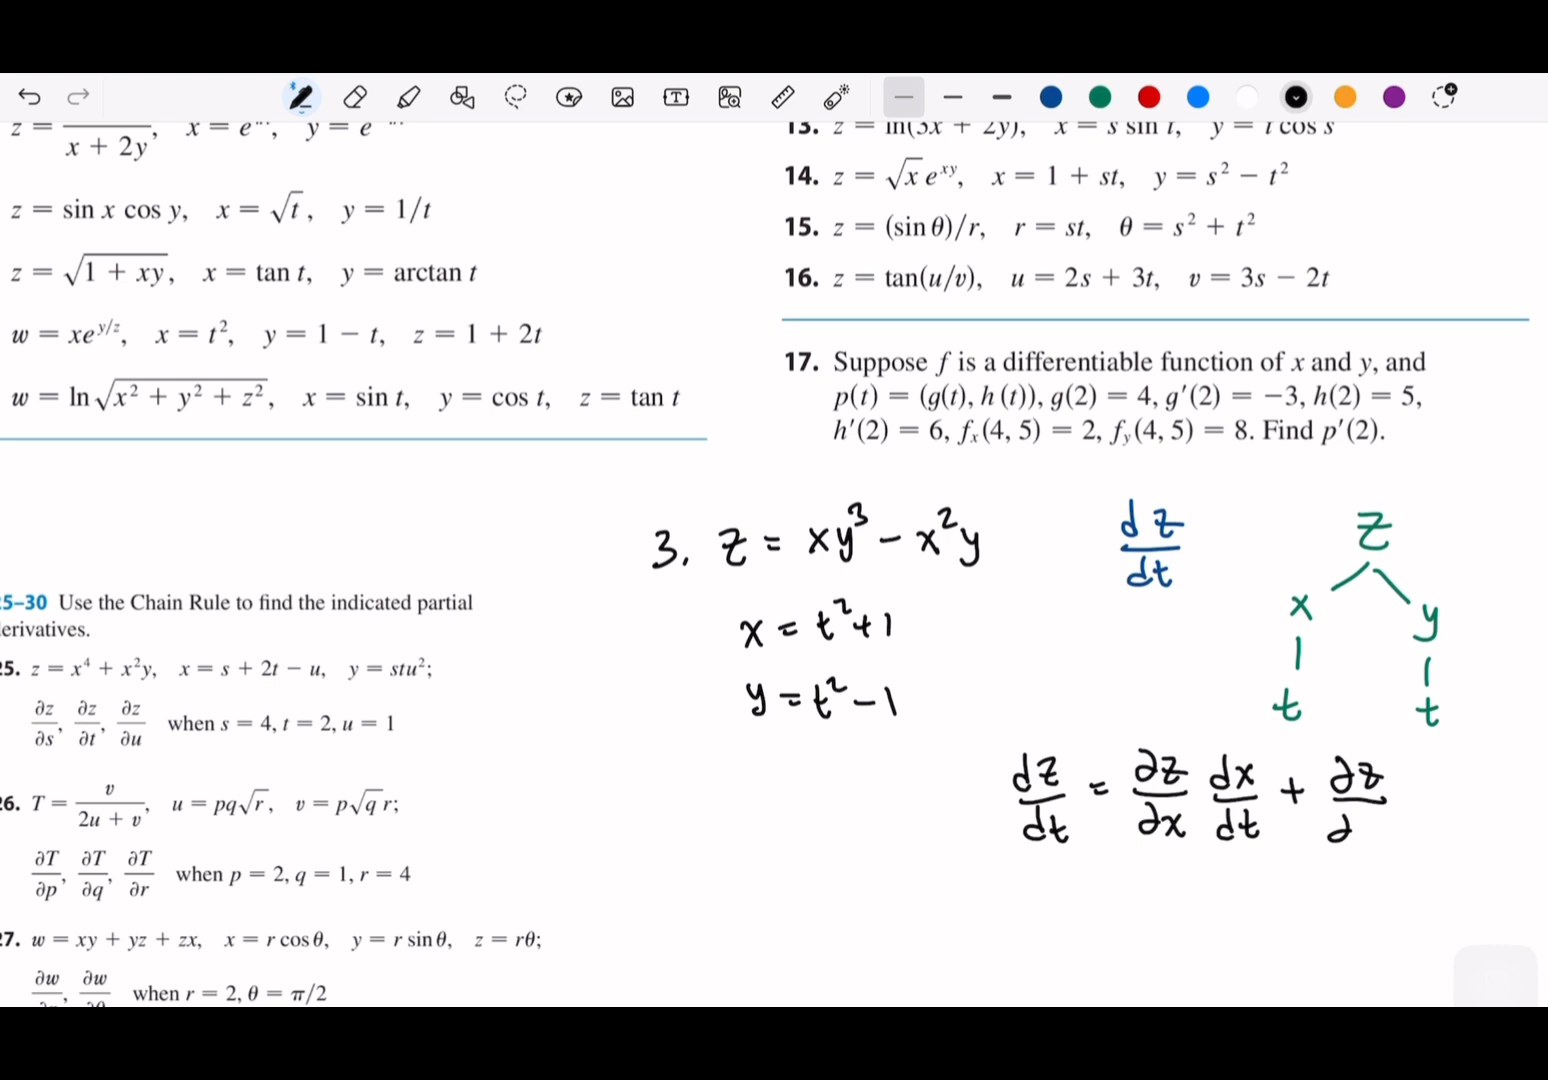 z = x + 2y, x = e , y = e
z = sin x cos y, x = √t, y = 1/t
z = √(1 + xy), x = tan t, y = arctan t
w = xe^(y/z), x = t², y = 1 − t, z = 1 + 2t
w = ln √(x² + y² + z²), x = sin t, y = cos t, z = tan t
13. z = ln(3x + 2y), x = s sin t, y = t cos s
14. z = √x e^(xy), x = 1 + st, y = s² − t²
15. z = (sin θ)/r, r = st, θ = s² + t²
16. z = tan(u/v), u = 2s + 3t, v = 3s − 2t
17. Suppose f is a differentiable function of x and y, and
p(t) = (g(t), h (t)), g(2) = 4, g′(2) = −3, h(2) = 5,
h′(2) = 6, fₓ(4, 5) = 2, f_y(4, 5) = 8. Find p′(2).
5–30 Use the Chain Rule to find the indicated partial
erivatives.
25. z = x⁴ + x²y, x = s + 2t − u, y = stu²;
∂z/∂s, ∂z/∂t, ∂z/∂u when s = 4, t = 2, u = 1
26. T = v/(2u + v), u = pq√r, v = p√q r;
∂T/∂p, ∂T/∂q, ∂T/∂r when p = 2, q = 1, r = 4
27. w = xy + yz + zx, x = r cos θ, y = r sin θ, z = rθ;
∂w, ∂w when r = 2, θ = π/2
3. z = xy³ − x²y
x = t² + 1
y = t² − 1
dz/dt
z
x y
t t
dz/dt = ∂z/∂x dx/dt + ∂z/∂